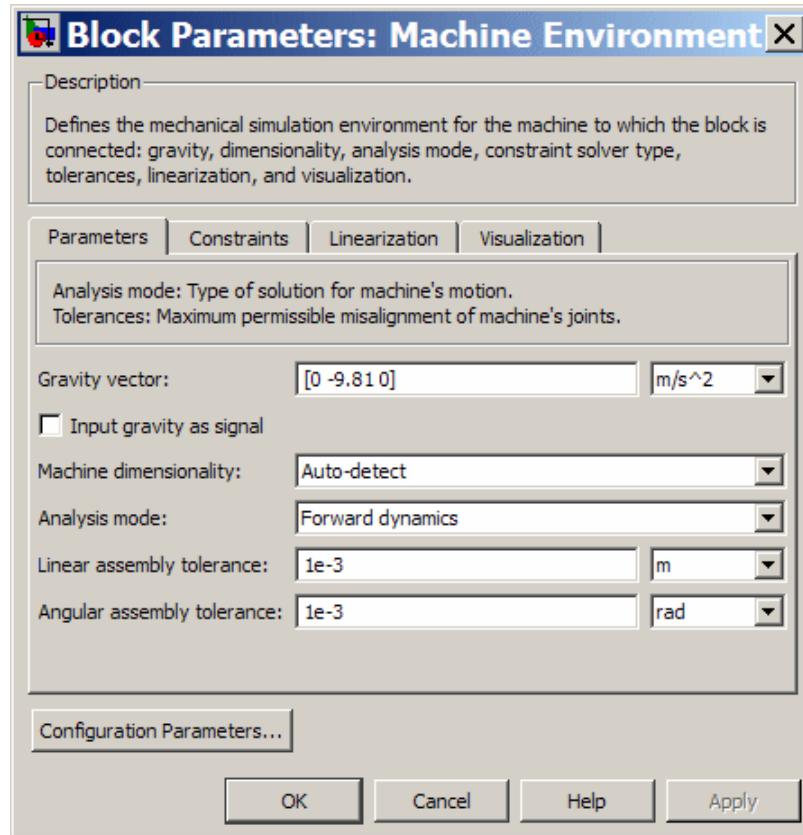 Block Parameters: Machine Environment
Description
Defines the mechanical simulation environment for the machine to which the block is
connected: gravity, dimensionality, analysis mode, constraint solver type,
tolerances, linearization, and visualization.
Parameters Constraints Linearization Visualization
Analysis mode: Type of solution for machine's motion.
Tolerances: Maximum permissible misalignment of machine's joints.
Gravity vector: [0 -9.81 0] m/s^2
Input gravity as signal
Machine dimensionality: Auto-detect
Analysis mode: Forward dynamics
Linear assembly tolerance: 1e-3 m
Angular assembly tolerance: 1e-3 rad
Configuration Parameters...
OK Cancel Help Apply